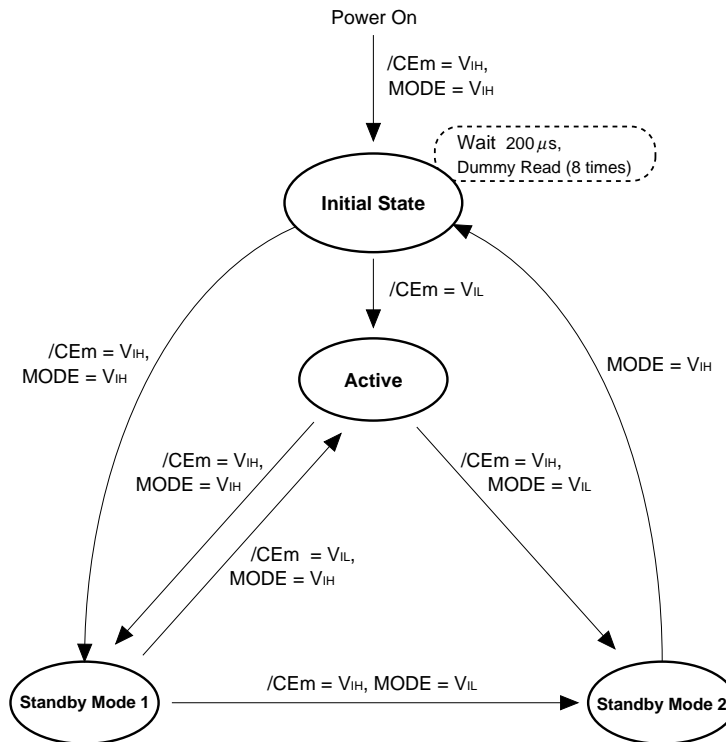 Power On
/CEm = VIH,
MODE = VIH
Wait 200 μs,
Dummy Read (8 times)
Initial State
/CEm = VIL
/CEm = VIH,
MODE = VIH
MODE = VIH
Active
/CEm = VIH,
MODE = VIH
/CEm = VIH,
MODE = VIL
/CEm = VIL,
MODE = VIH
Standby Mode 1
/CEm = VIH, MODE = VIL
Standby Mode 2